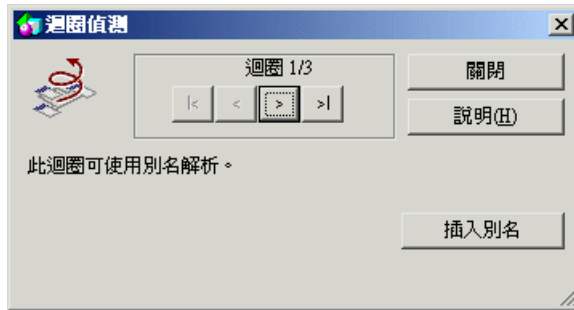 迴圈偵測
迴圈 1/3
|< < > >|
關閉
說明(H)
此迴圈可使用別名解析。
插入別名